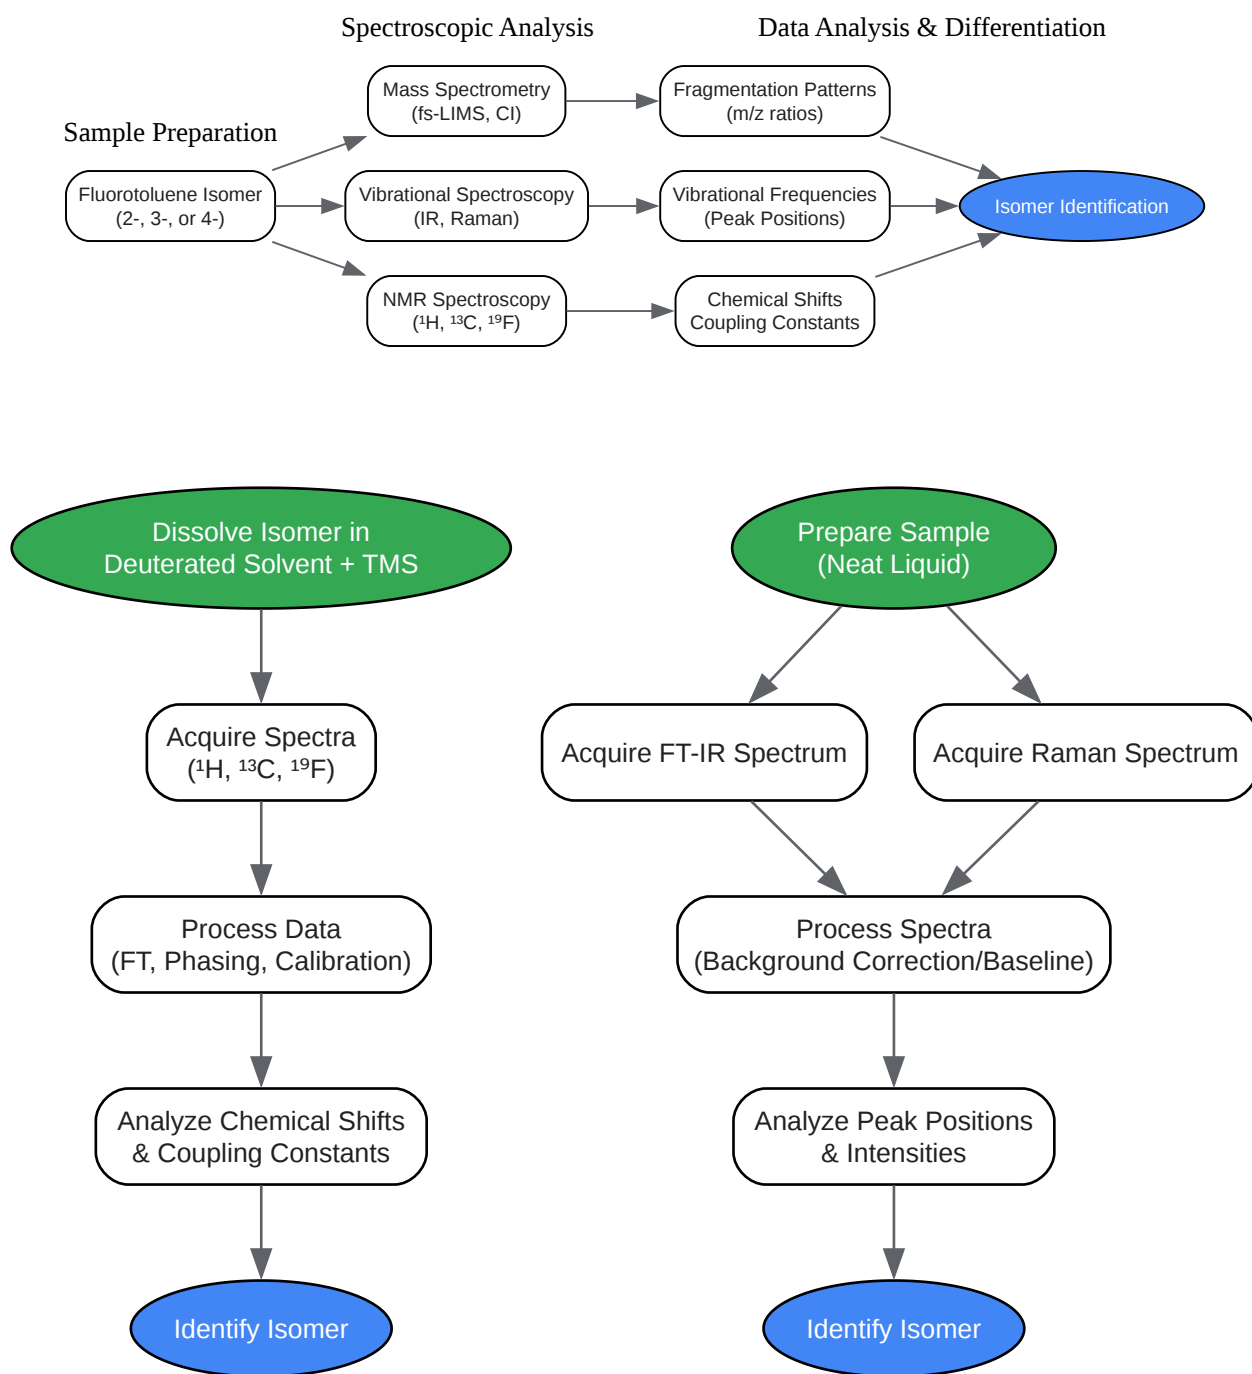 Spectroscopic Analysis
Data Analysis & Differentiation
Sample Preparation
Mass Spectrometry
(fs-LIMS, CI)
Fragmentation Patterns
(m/z ratios)
Fluorotoluene Isomer
(2-, 3-, or 4-)
Vibrational Spectroscopy
(IR, Raman)
Vibrational Frequencies
(Peak Positions)
Isomer Identification
NMR Spectroscopy
(¹H, ¹³C, ¹⁹F)
Chemical Shifts
Coupling Constants
Dissolve Isomer in
Deuterated Solvent + TMS
Acquire Spectra
(¹H, ¹³C, ¹⁹F)
Process Data
(FT, Phasing, Calibration)
Analyze Chemical Shifts
& Coupling Constants
Identify Isomer
Prepare Sample
(Neat Liquid)
Acquire FT-IR Spectrum
Acquire Raman Spectrum
Process Spectra
(Background Correction/Baseline)
Analyze Peak Positions
& Intensities
Identify Isomer